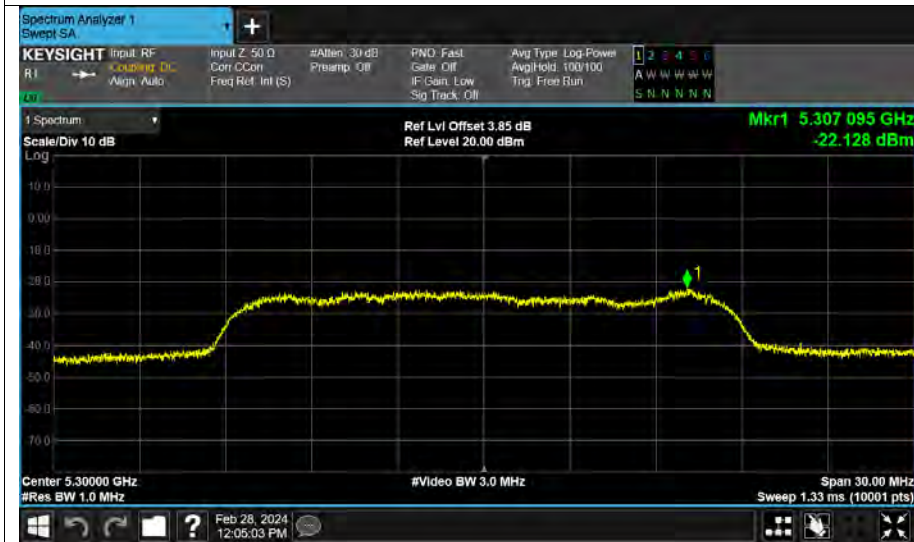 Spectrum Analyzer 1
Swept SA
+
KEYSIGHT Input: RF
Coupling: DC
Align: Auto
Input Z: 50 Ω
Corr CCorr
Freq Ref: Int (S)
#Atten: 30 dB
Preamp: Off
PNO: Fast
Gate: Off
IF Gain: Low
Sig Track: Off
Avg Type: Log-Power
Avg|Hold: 100/100
Trig: Free Run
1 2 3 4 5 6
A W W W W W
S N N N N N
1 Spectrum
Scale/Div 10 dB
Log
Ref Lvl Offset 3.85 dB
Ref Level 20.00 dBm
Mkr1 5.307 095 GHz
-22.128 dBm
10.0
0.00
-10.0
-20.0
-30.0
-40.0
-50.0
-60.0
-70.0
1
Center 5.30000 GHz
#Res BW 1.0 MHz
#Video BW 3.0 MHz
Span 30.00 MHz
Sweep 1.33 ms (10001 pts)
?
Feb 28, 2024
12:05:03 PM